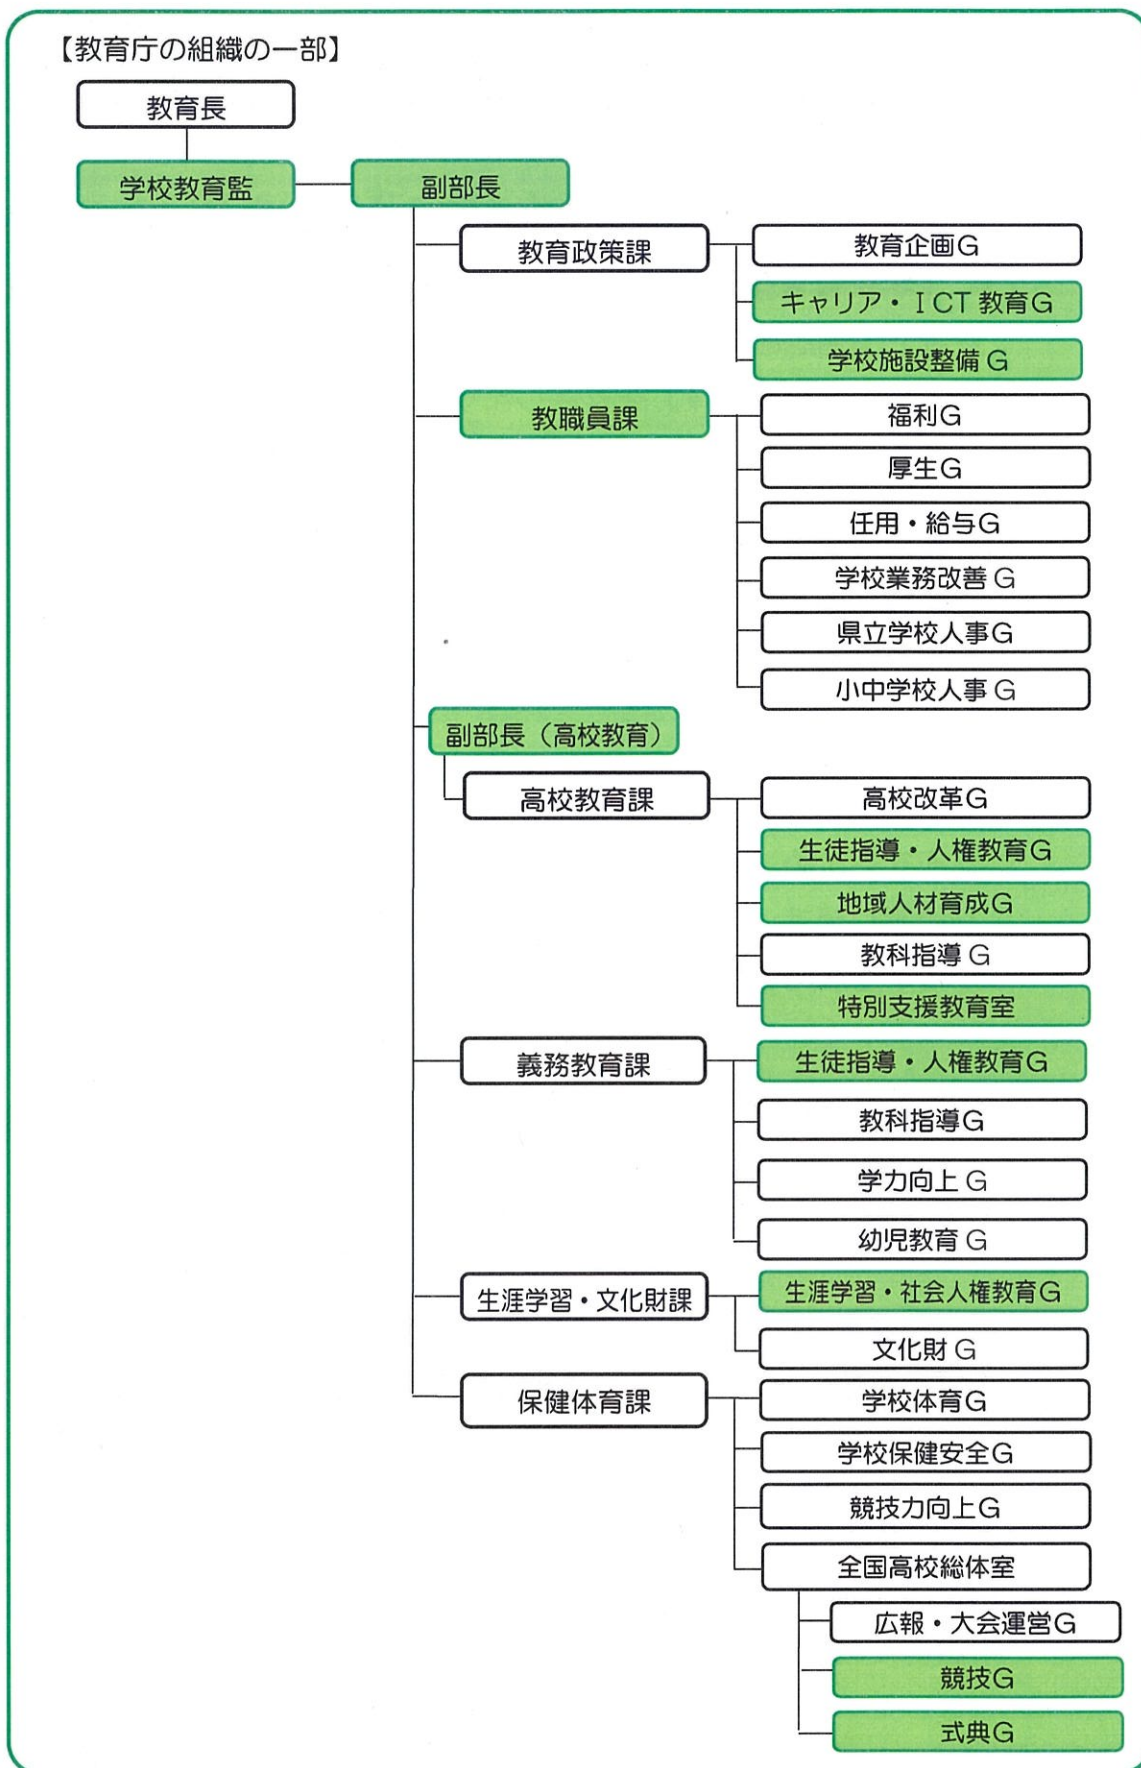 【教育庁の組織の一部】
教育長
学校教育監
副部長
教育政策課
教育企画G
キャリア・ICT教育G
学校施設整備G
教職員課
福利G
厚生G
任用・給与G
学校業務改善G
県立学校人事G
小中学校人事G
副部長（高校教育）
高校教育課
高校改革G
生徒指導・人権教育G
地域人材育成G
教科指導G
特別支援教育室
義務教育課
生徒指導・人権教育G
教科指導G
学力向上G
幼児教育G
生涯学習・文化財課
生涯学習・社会人権教育G
文化財G
保健体育課
学校体育G
学校保健安全G
競技力向上G
全国高校総体室
広報・大会運営G
競技G
式典G